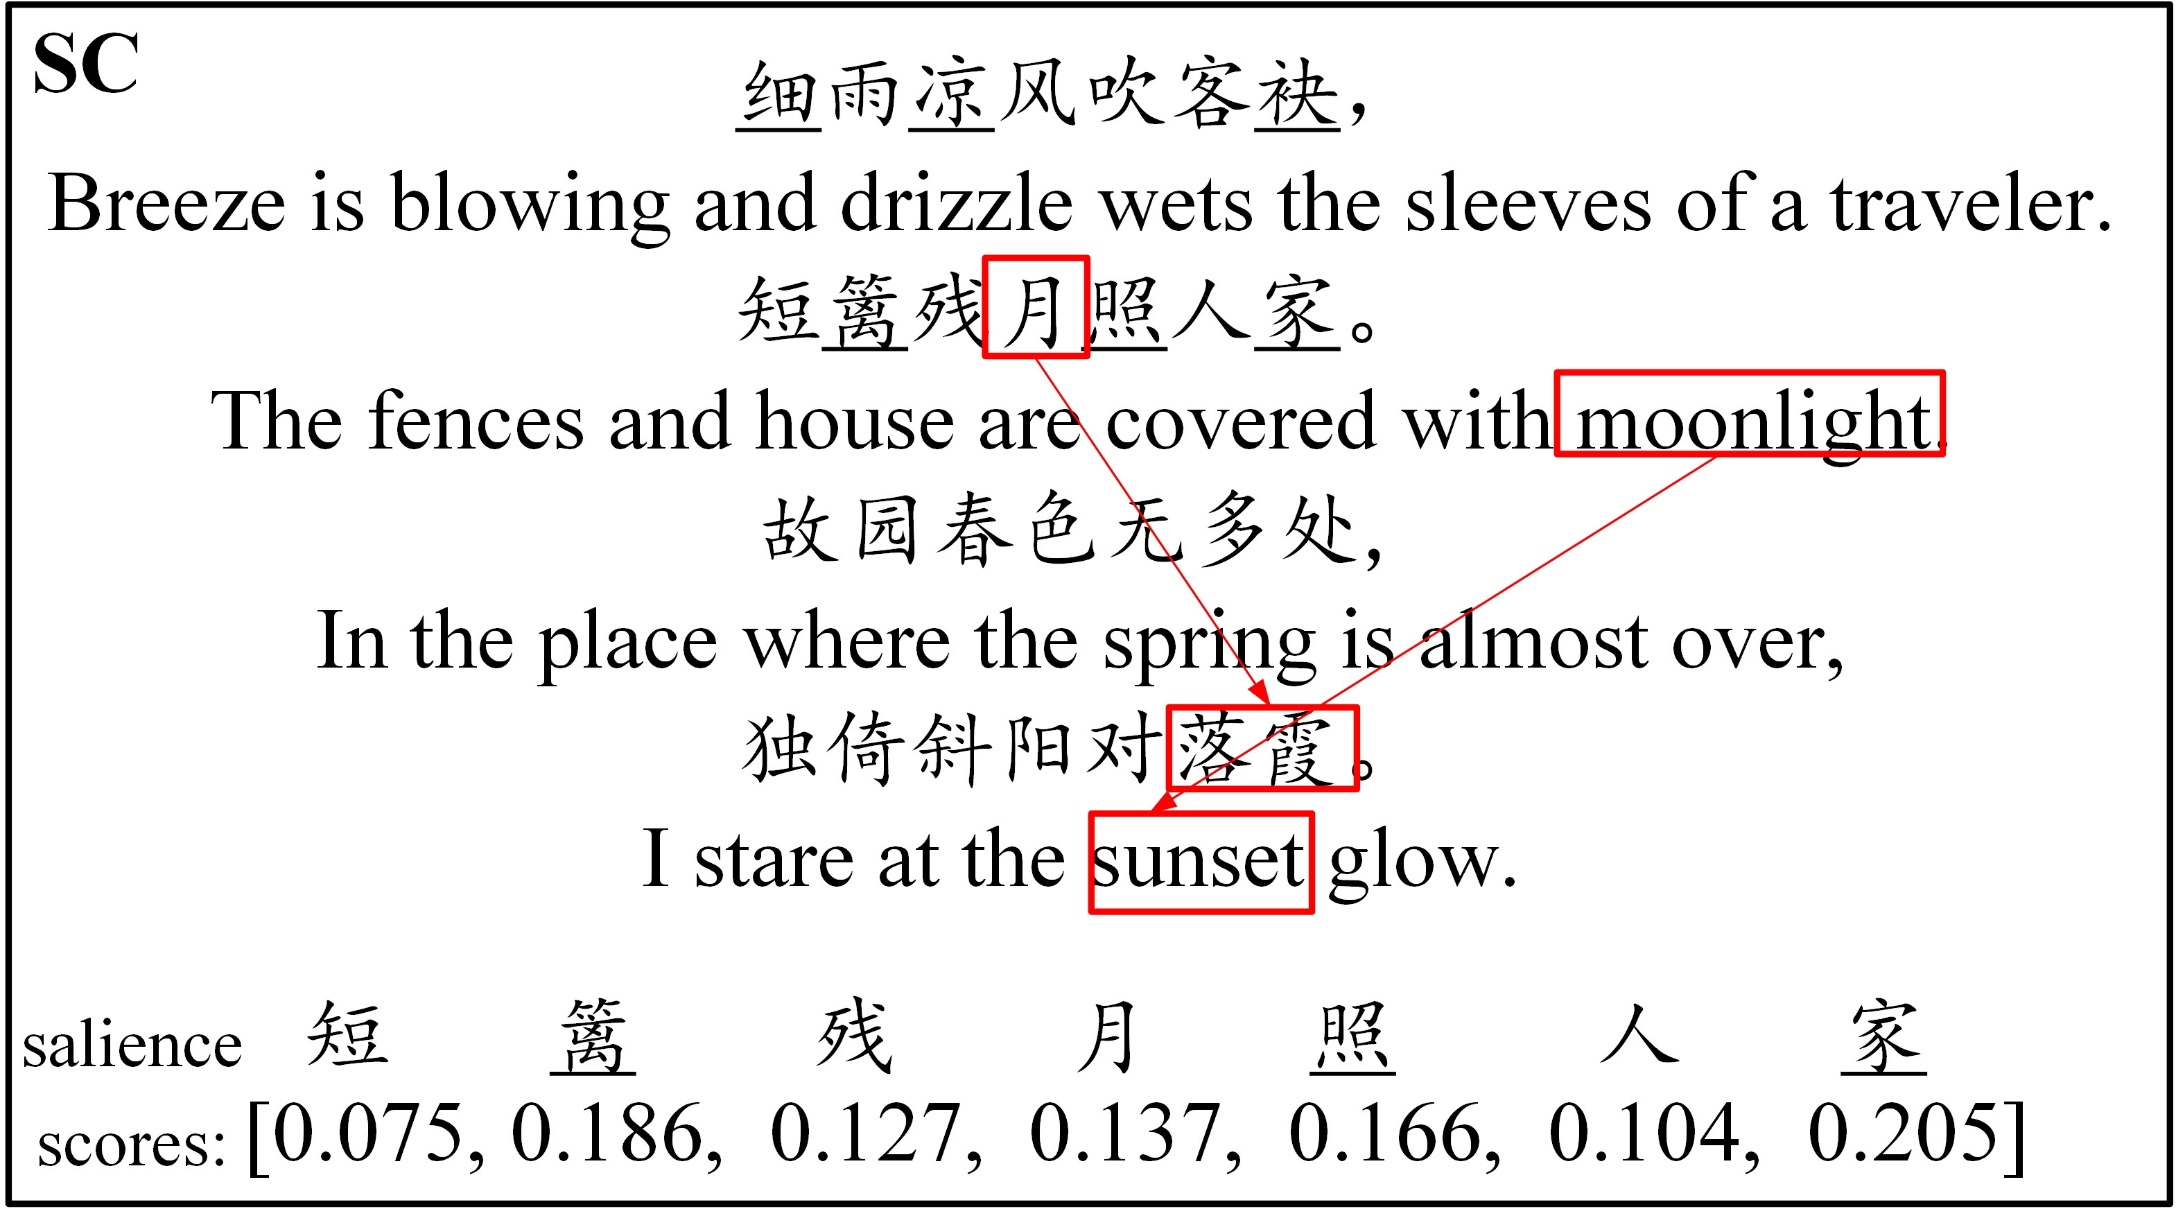 SC
细雨凉风吹客袂，
Breeze is blowing and drizzle wets the sleeves of a traveler.
短篱残月照人家。
The fences and house are covered with moonlight.
故园春色无多处,
In the place where the spring is almost over,
独倚斜阳对落霞。
I stare at the sunset glow.
salience 短 篱 残 月 照 人 家
scores: [0.075, 0.186, 0.127, 0.137, 0.166, 0.104, 0.205]